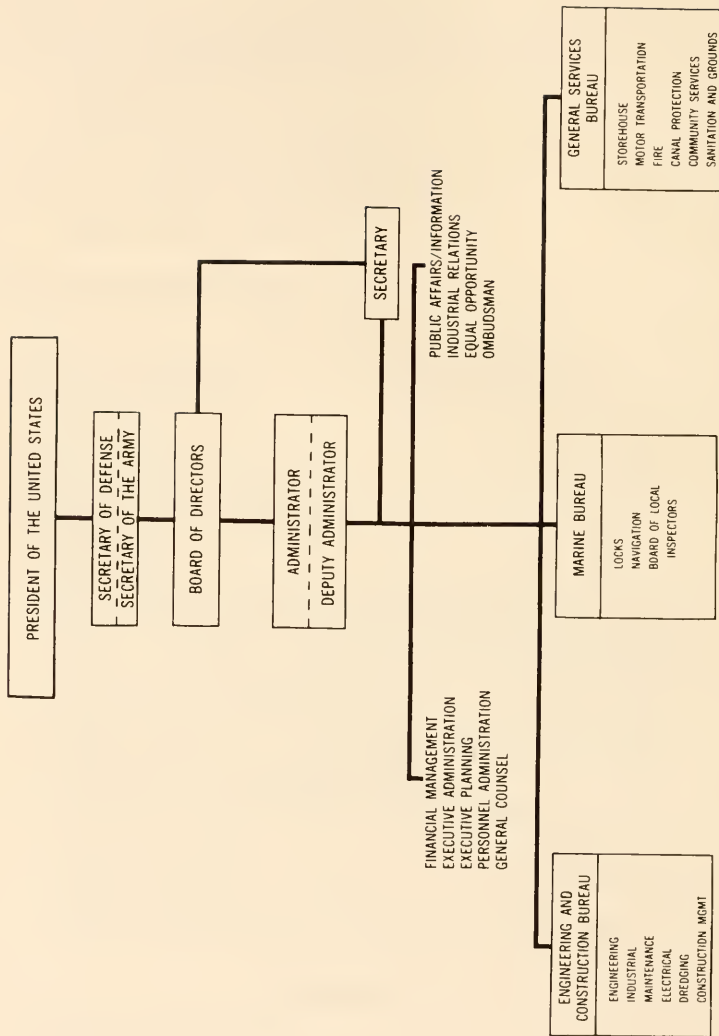 PRESIDENT OF THE UNITED STATES
SECRETARY OF DEFENSE
SECRETARY OF THE ARMY
BOARD OF DIRECTORS
ADMINISTRATOR
DEPUTY ADMINISTRATOR
SECRETARY
FINANCIAL MANAGEMENT
EXECUTIVE ADMINISTRATION
EXECUTIVE PLANNING
PERSONNEL ADMINISTRATION
GENERAL COUNSEL
PUBLIC AFFAIRS/INFORMATION
INDUSTRIAL RELATIONS
EQUAL OPPORTUNITY
OMBUDSMAN
ENGINEERING AND
CONSTRUCTION BUREAU
ENGINEERING
INDUSTRIAL
MAINTENANCE
ELECTRICAL
DREDGING
CONSTRUCTION MGMT
MARINE BUREAU
LOCKS
NAVIGATION
BOARD OF LOCAL
INSPECTORS
GENERAL SERVICES
BUREAU
STOREHOUSE
MOTOR TRANSPORTATION
FIRE
CANAL PROTECTION
COMMUNITY SERVICES
SANITATION AND GROUNDS